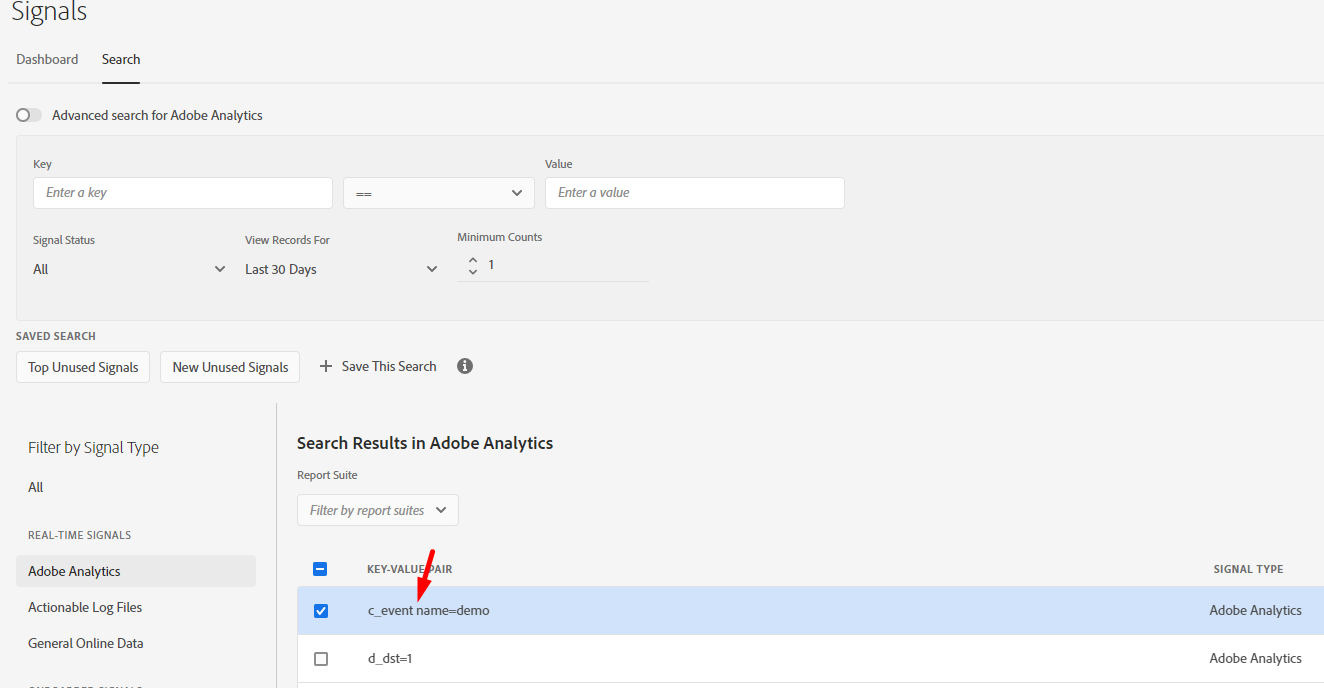 Signals
Dashboard Search
Advanced search for Adobe Analytics
Key Value
Enter a key == Enter a value
Signal Status View Records For Minimum Counts
All Last 30 Days 1
SAVED SEARCH
Top Unused Signals New Unused Signals + Save This Search
Filter by Signal Type
All
REAL-TIME SIGNALS
Adobe Analytics
Actionable Log Files
General Online Data
Search Results in Adobe Analytics
Report Suite
Filter by report suites
KEY-VALUE PAIR SIGNAL TYPE
c_event name=demo Adobe Analytics
d_dst=1 Adobe Analytics